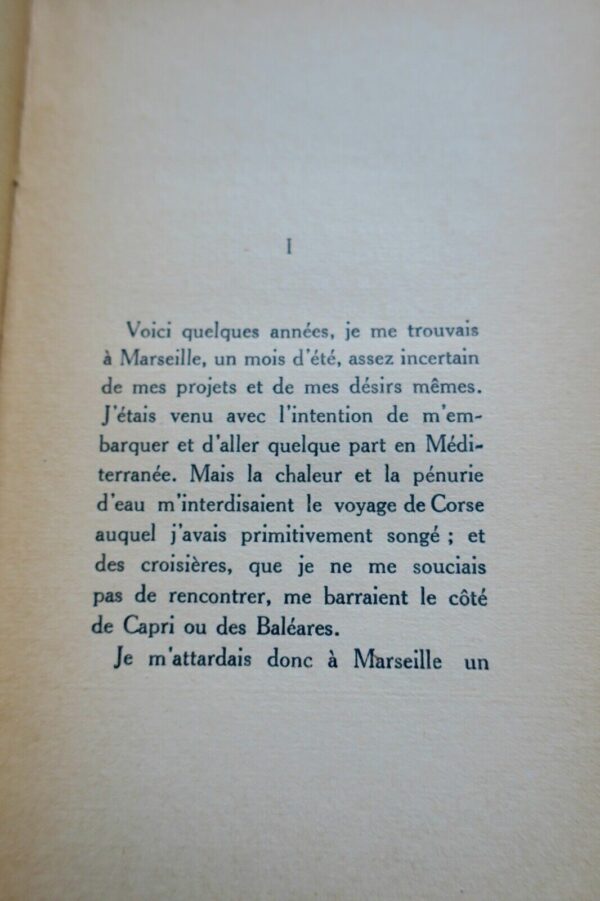 I
Voici quelques années, je me trouvais
à Marseille, un mois d'été, assez incertain
de mes projets et de mes désirs mêmes.
J'étais venu avec l'intention de m'em-
barquer et d'aller quelque part en Médi-
terranée. Mais la chaleur et la pénurie
d'eau m'interdisaient le voyage de Corse
auquel j'avais primitivement songé ; et
des croisières, que je ne me souciais
pas de rencontrer, me barraient le côté
de Capri ou des Baléares.
Je m'attardais donc à Marseille un